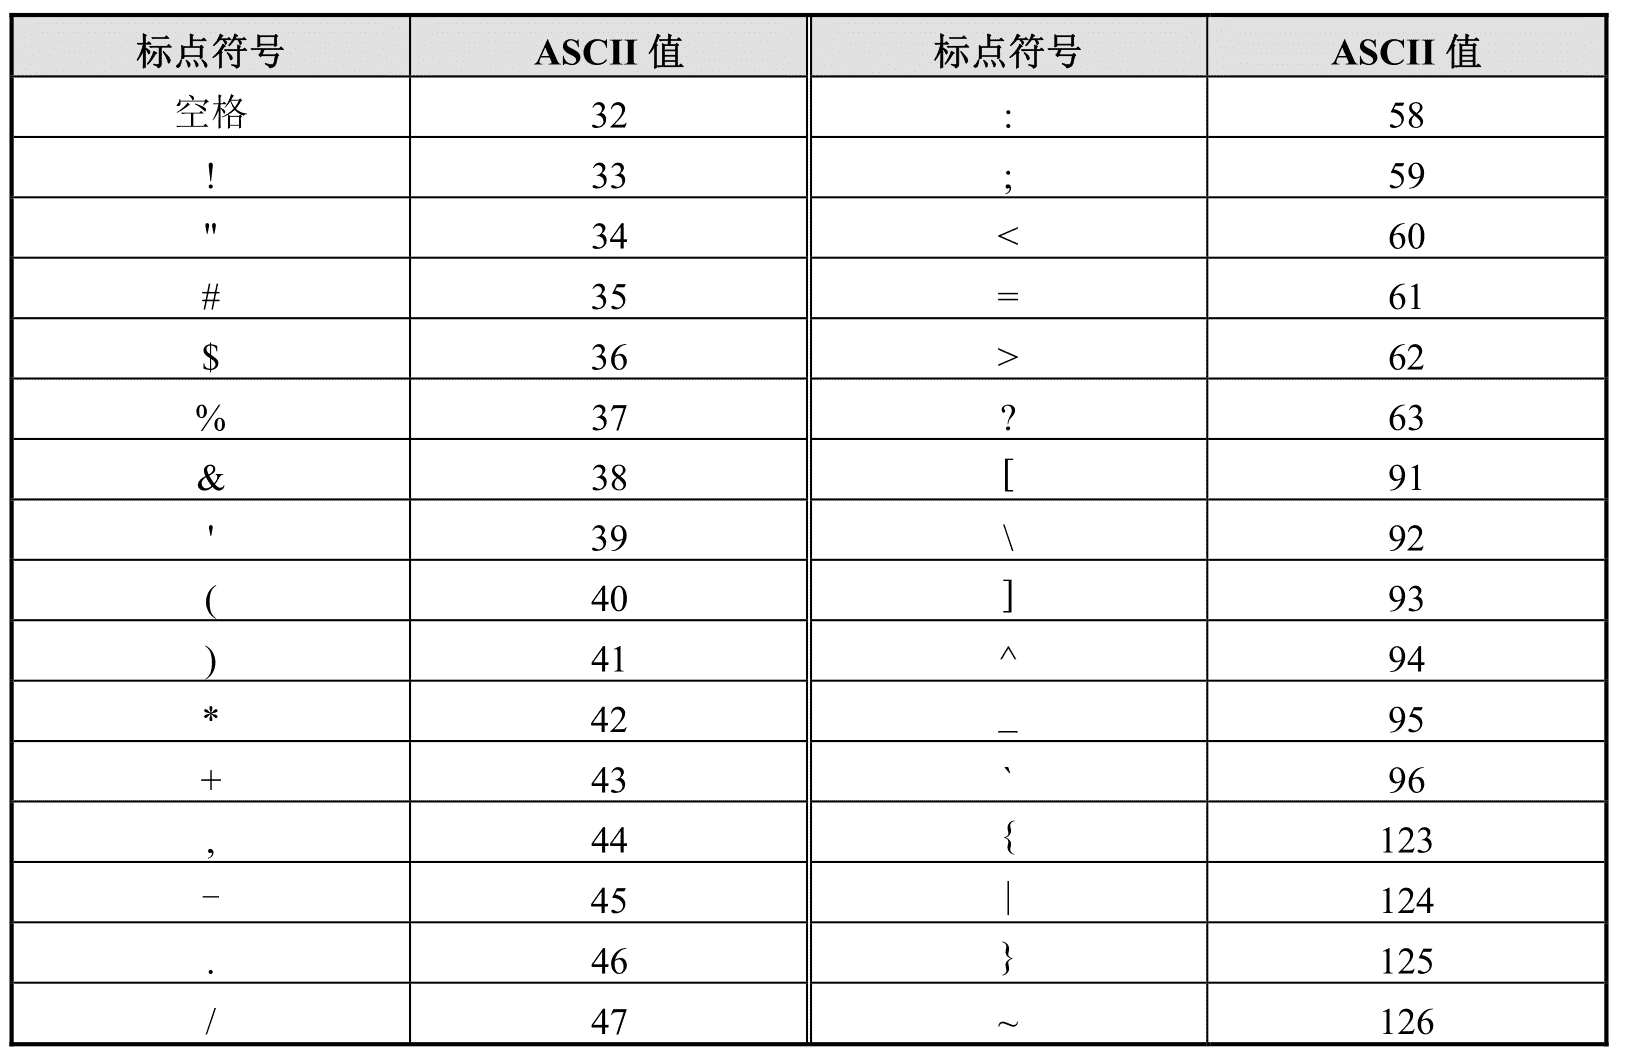 标点符号 ASCII 值 标点符号 ASCII 值
空格 32 : 58
! 33 ; 59
" 34 < 60
# 35 = 61
$ 36 > 62
% 37 ? 63
& 38 [ 91
' 39 \ 92
( 40 ] 93
) 41 ^ 94
* 42 _ 95
+ 43 ` 96
, 44 { 123
- 45 | 124
. 46 } 125
/ 47 ~ 126